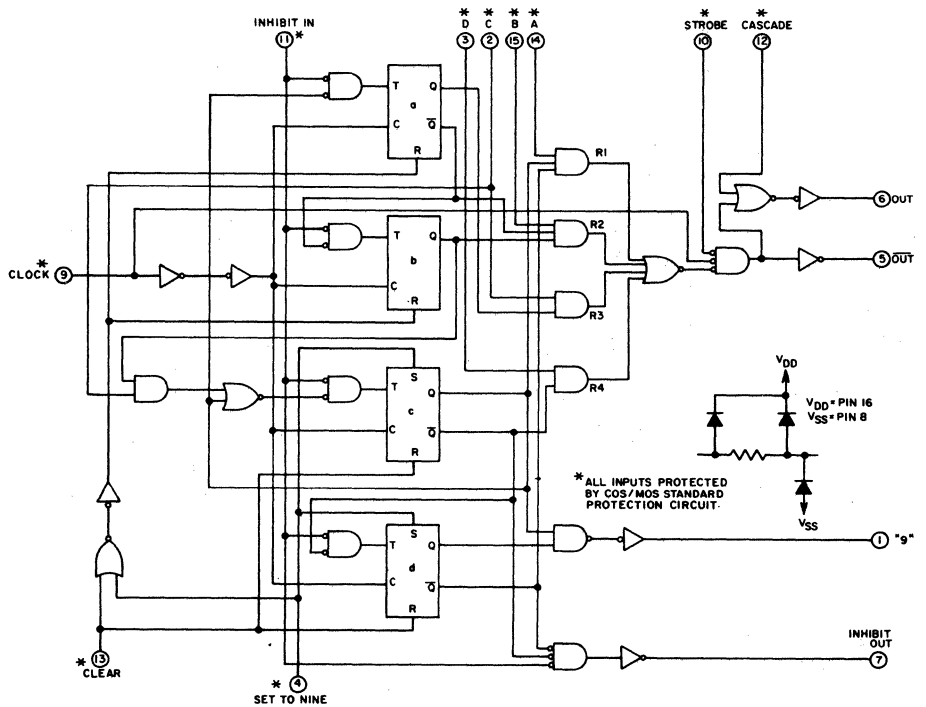 INHIBIT IN
11 *
* D 3
* C 2
* B 15
* A 14
* STROBE 10
* CASCADE 12
T Q
a
C Q̅
R
R1
6 OUT
T Q
b
C
R
R2
* CLOCK 9
5 O̅U̅T̅
R3
S
T Q
c
C Q̅
R
R4
VDD
VDD = PIN 16
VSS = PIN 8
* ALL INPUTS PROTECTED
BY COS/MOS STANDARD
PROTECTION CIRCUIT.
VSS
S
T Q
d
C Q̅
R
1 "9"
INHIBIT
OUT
7
* 13
CLEAR
* 4
SET TO NINE